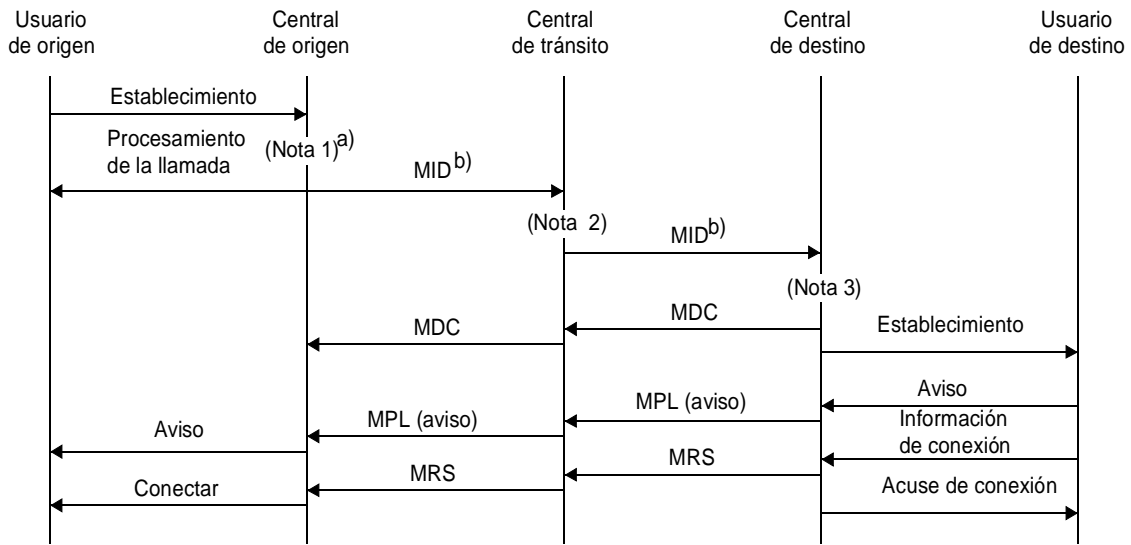 Usuario
de origen
Central
de origen
Central
de tránsito
Central
de destino
Usuario
de destino
Establecimiento
Procesamiento
de la llamada
(Nota 1)a)
MID b)
(Nota 2)
MIDb)
(Nota 3)
MDC
MDC
Establecimiento
Aviso
MPL (aviso)
MPL (aviso)
Aviso
Información
de conexión
MRS
MRS
Conectar
Acuse de conexión